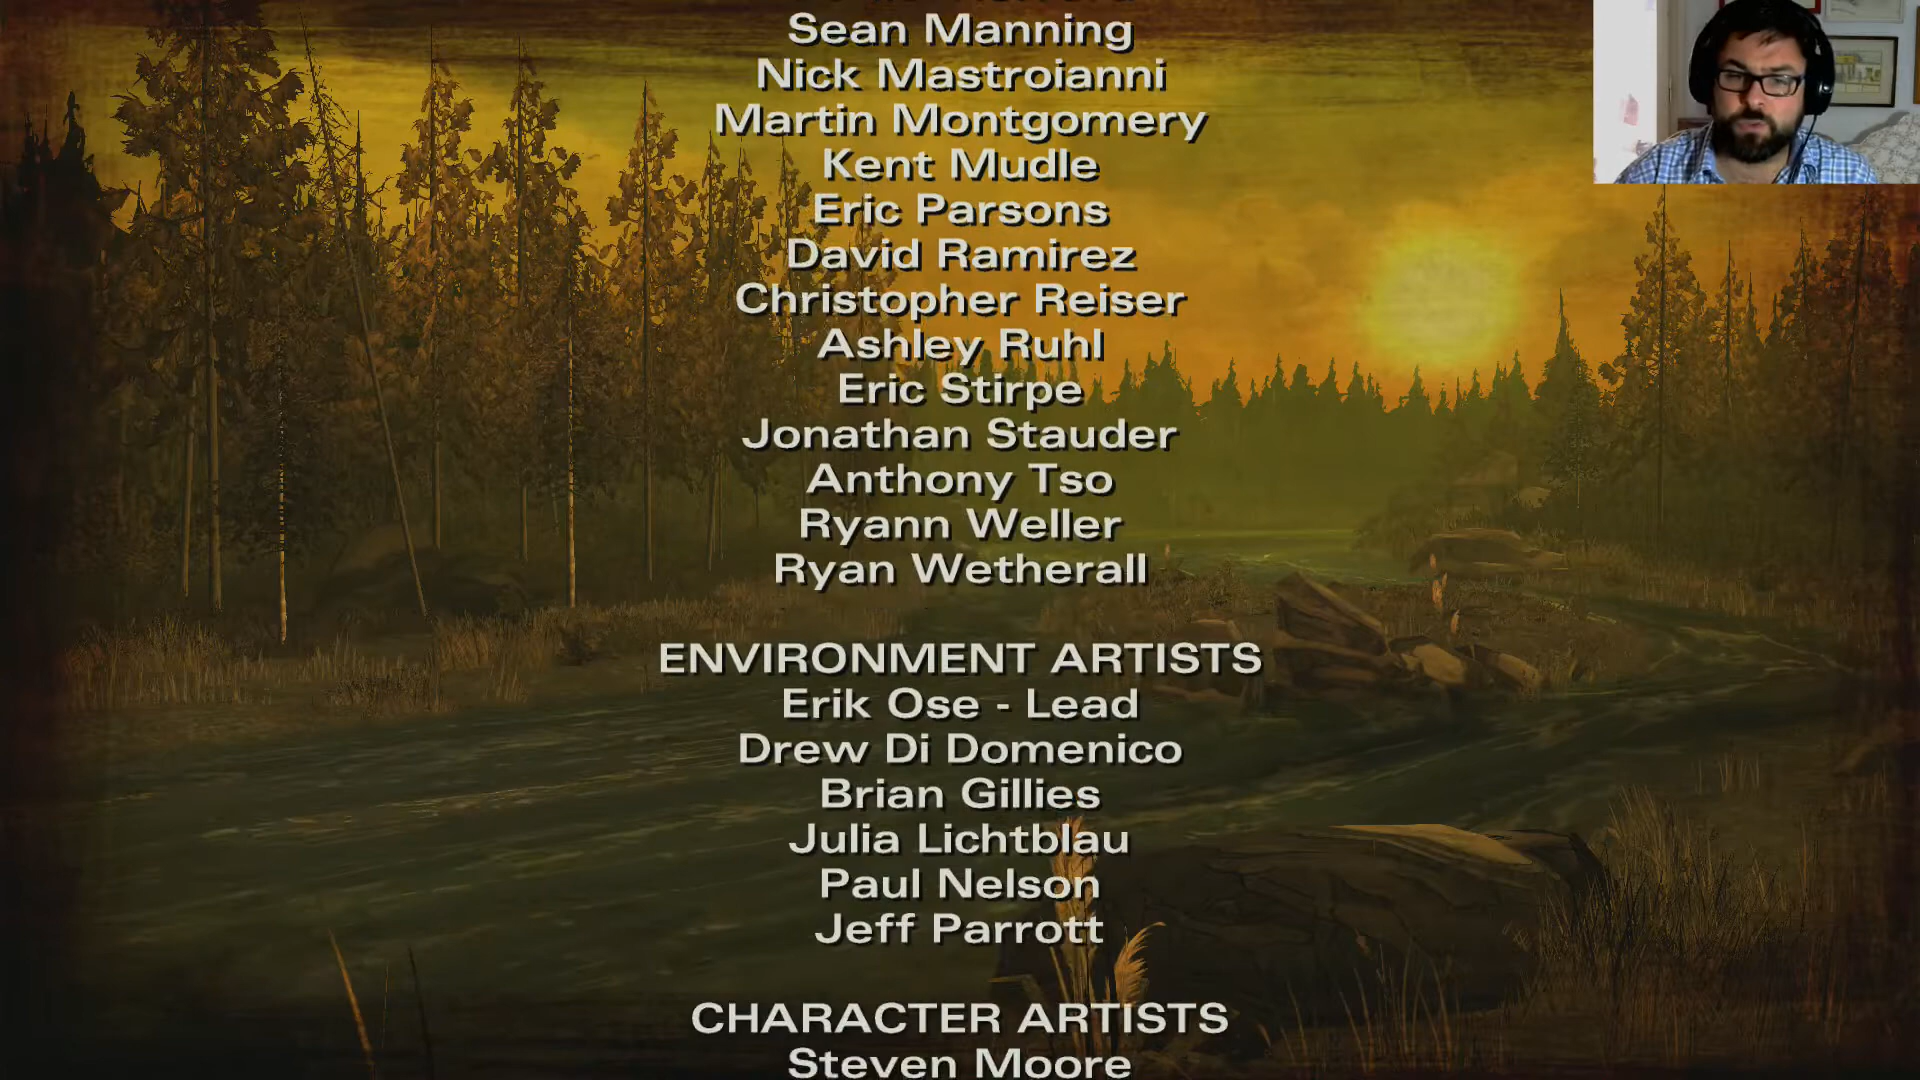 Sean Manning
Nick Mastroianni
Martin Montgomery
Kent Mudle
Eric Parsons
David Ramirez
Christopher Reiser
Ashley Ruhl
Eric Stirpe
Jonathan Stauder
Anthony Tso
Ryann Weller
Ryan Wetherall
ENVIRONMENT ARTISTS
Erik Ose - Lead
Drew Di Domenico
Brian Gillies
Julia Lichtblau
Paul Nelson
Jeff Parrott
CHARACTER ARTISTS
Steven Moore